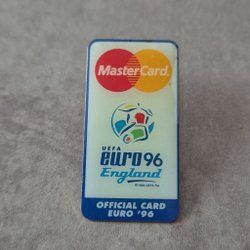 MasterCard
UEFA
EURO96
England
OFFICIAL CARD
EURO '96